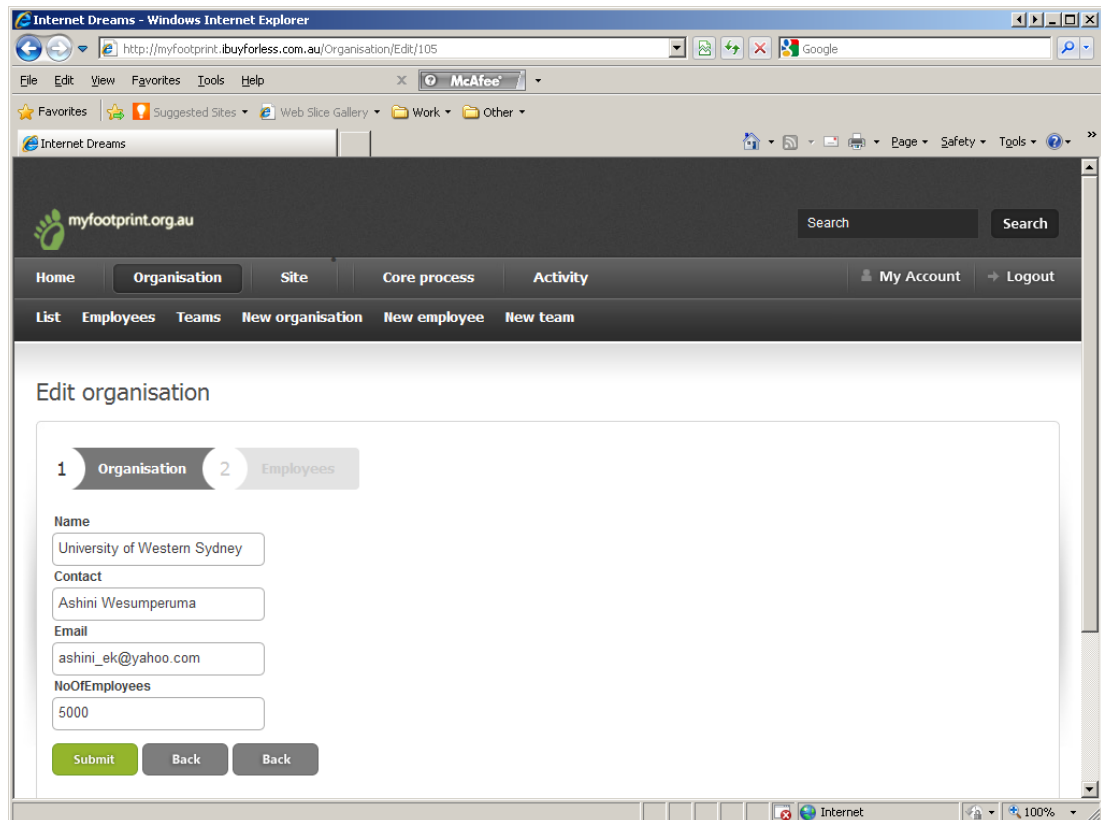 Internet Dreams - Windows Internet Explorer
http://myfootprint.ibuyforless.com.au/Organisation/Edit/105
Google
File Edit View Favorites Tools Help
x McAfee
Favorites Suggested Sites Web Slice Gallery Work Other
Internet Dreams
Page Safety Tools »
myfootprint.org.au
Search Search
Home Organisation Site Core process Activity My Account Logout
List Employees Teams New organisation New employee New team
Edit organisation
1 Organisation 2 Employees
Name
University of Western Sydney
Contact
Ashini Wesumperuma
Email
ashini_ek@yahoo.com
NoOfEmployees
5000
Submit Back Back
Internet 100%